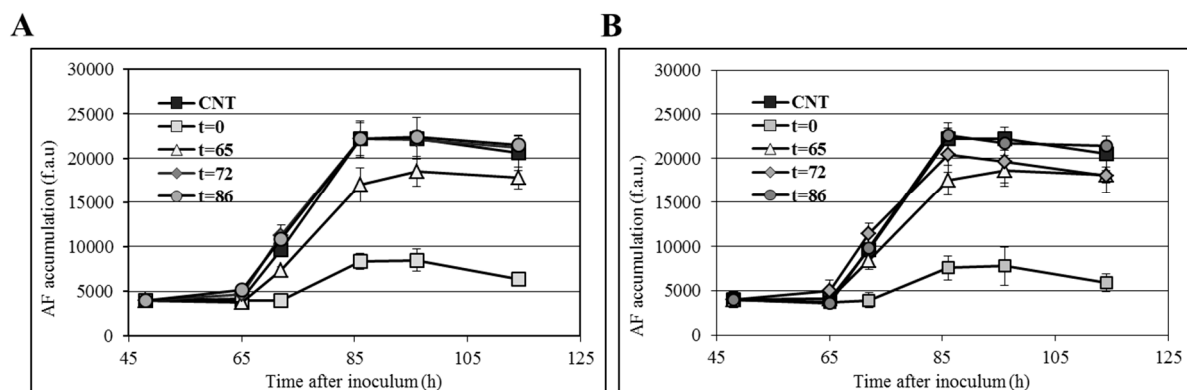 A
AF accumulation (f.a.u)
30000
25000
20000
15000
10000
5000
0
CNT
t=0
t=65
t=72
t=86
45 65 85 105 125
Time after inoculum (h)
B
AF accumulation (f.a.u.)
30000
25000
20000
15000
10000
5000
0
CNT
t=0
t=65
t=72
t=86
45 65 85 105 125
Time after inoculum (h)